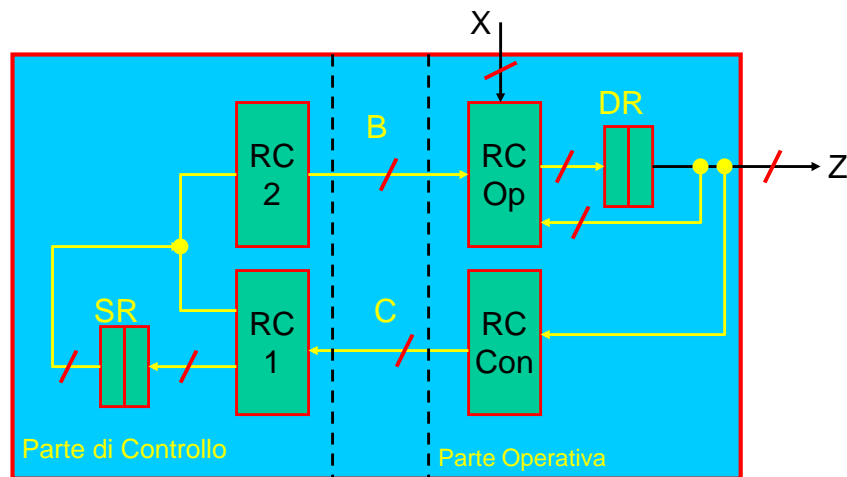 X
DR
B
RC
2
RC
Op
Z
SR
RC
1
C
RC
Con
Parte di Controllo
Parte Operativa